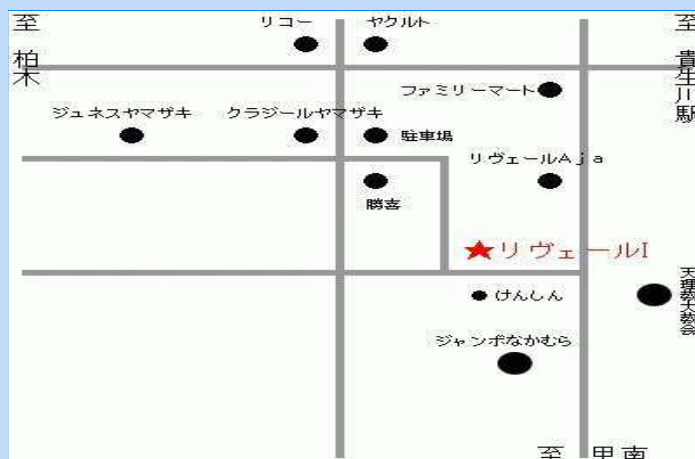 至 柏木
リコー
ヤクルト
至 貴生川駅
ファミリーマート
ジュネスヤマザキ
クラジールヤマザキ
駐車場
リヴェールAja
勝喜
リヴェールI
けんしん
天理教大教会
ジャンボなかむら
至 甲南